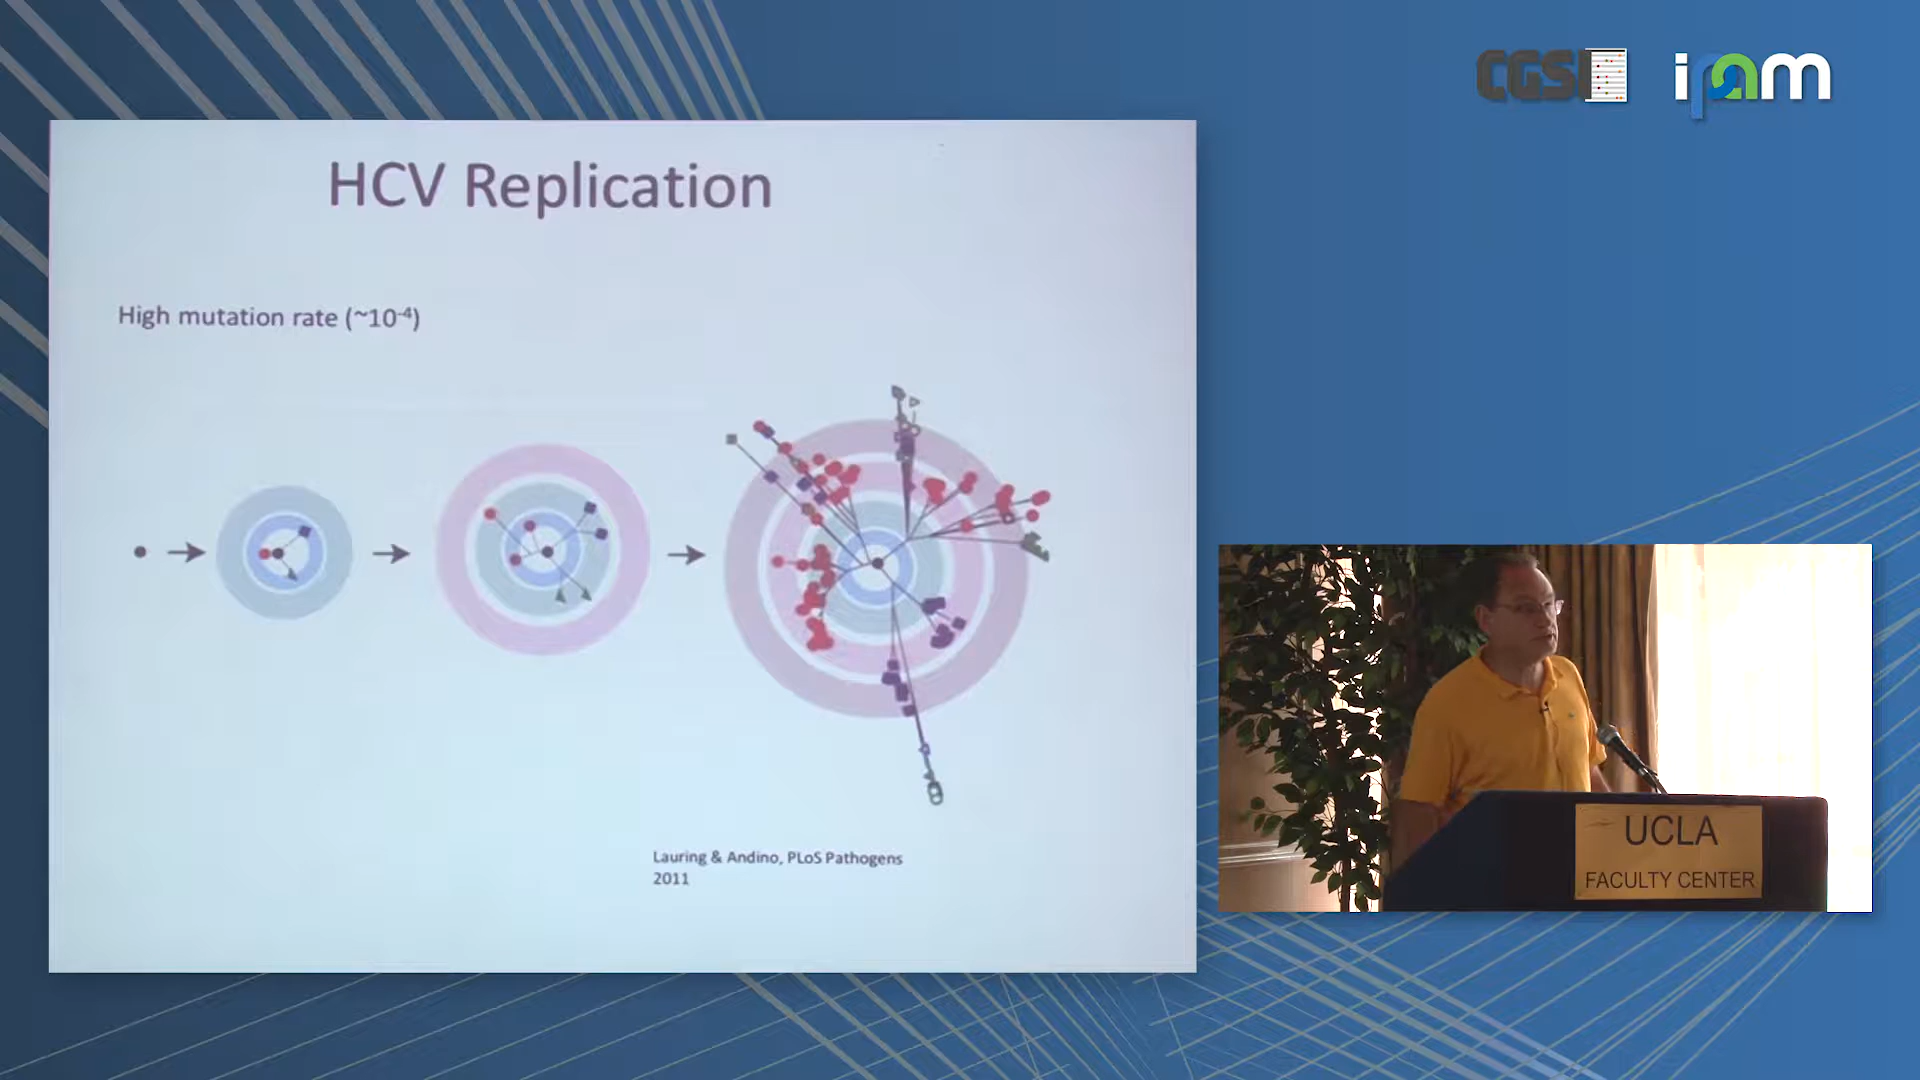 CGSI
ipam
HCV Replication
High mutation rate (~10⁻⁴)
Lauring & Andino, PLoS Pathogens
2011
UCLA
FACULTY CENTER